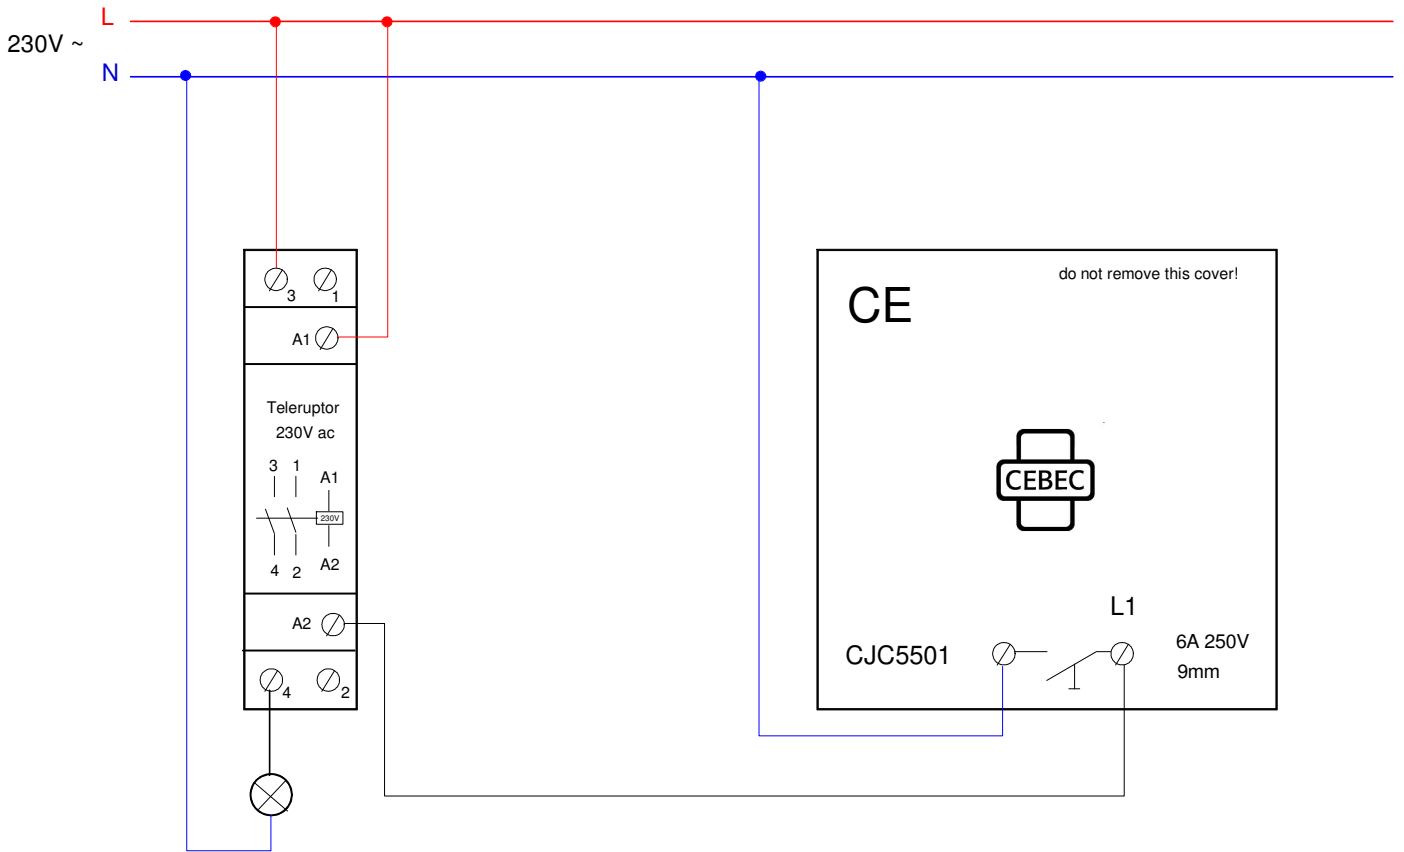 L
230V ~
N
3
1
A1
Teleruptor
230V ac
3 1
A1
230V
4 2
A2
A2
4
2
do not remove this cover!
CE
CEBEC
L1
CJC5501
6A 250V
9mm